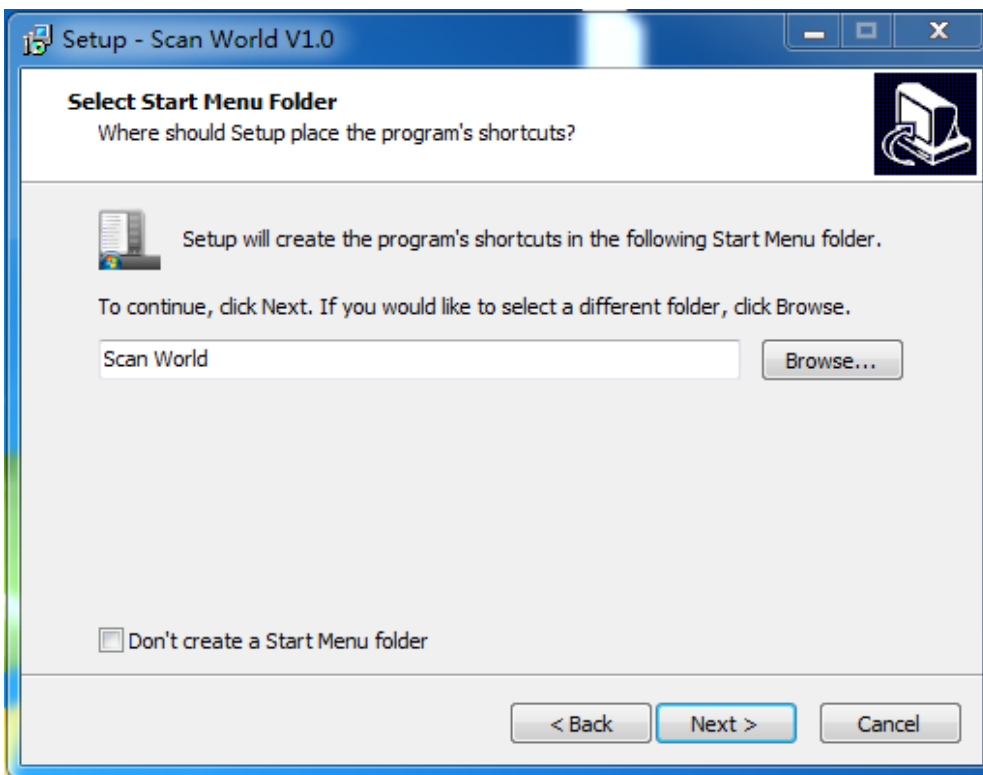 Setup - Scan World V1.0
Select Start Menu Folder
Where should Setup place the program's shortcuts?
Setup will create the program's shortcuts in the following Start Menu folder.
To continue, click Next. If you would like to select a different folder, click Browse.
Scan World
Browse...
Don't create a Start Menu folder
< Back
Next >
Cancel